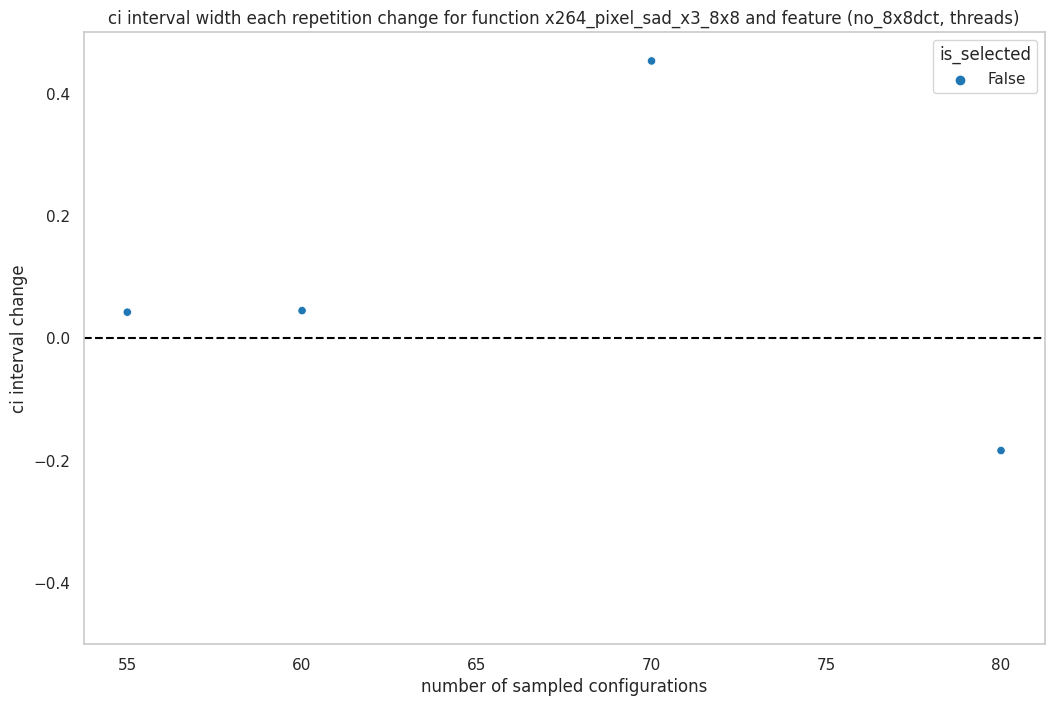 ci interval width each repetition change for function x264_pixel_sad_x3_8x8 and feature (no_8x8dct, threads)
is_selected
False
0.4
0.2
0.0
−0.2
−0.4
ci interval change
55 60 65 70 75 80
number of sampled configurations